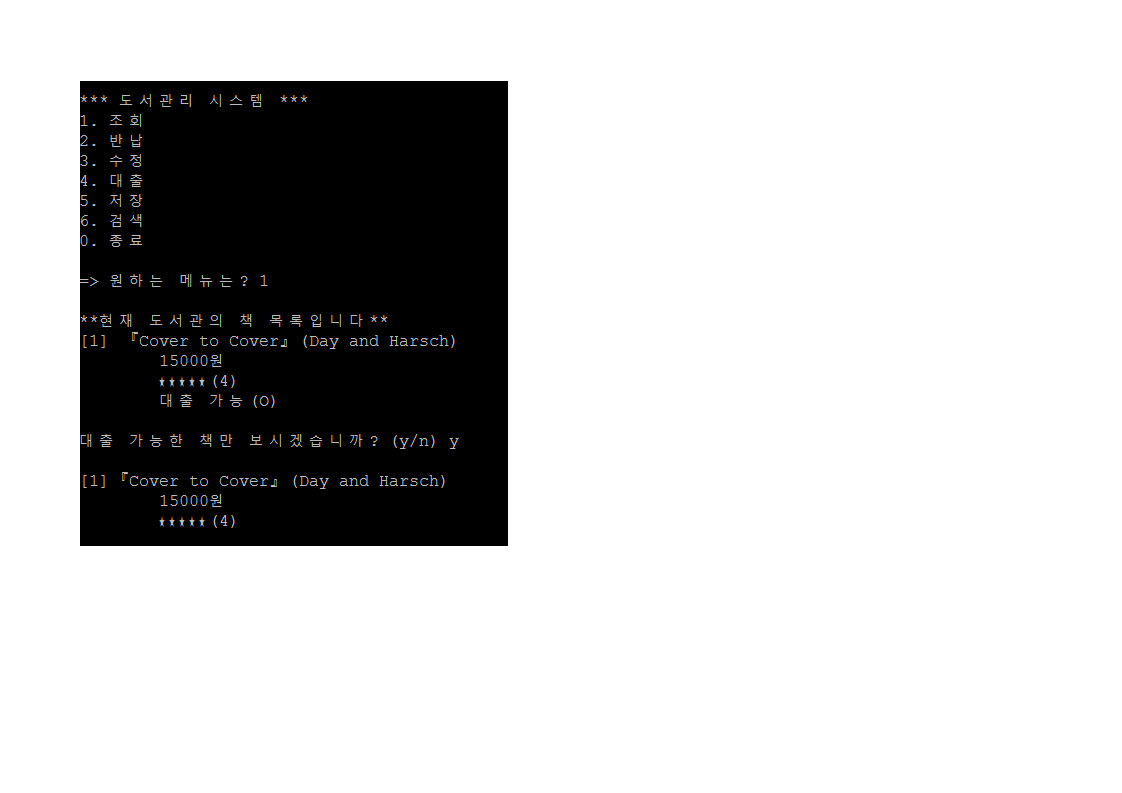 *** 도서관리 시스템 ***
1. 조회
2. 반납
3. 수정
4. 대출
5. 저장
6. 검색
0. 종료
=> 원하는 메뉴는? 1
**현재 도서관의 책 목록입니다**
[1] 『Cover to Cover』(Day and Harsch)
15000원
★★★★★(4)
대출 가능(O)
대출 가능한 책만 보시겠습니까? (y/n) y
[1]『Cover to Cover』(Day and Harsch)
15000원
★★★★★(4)